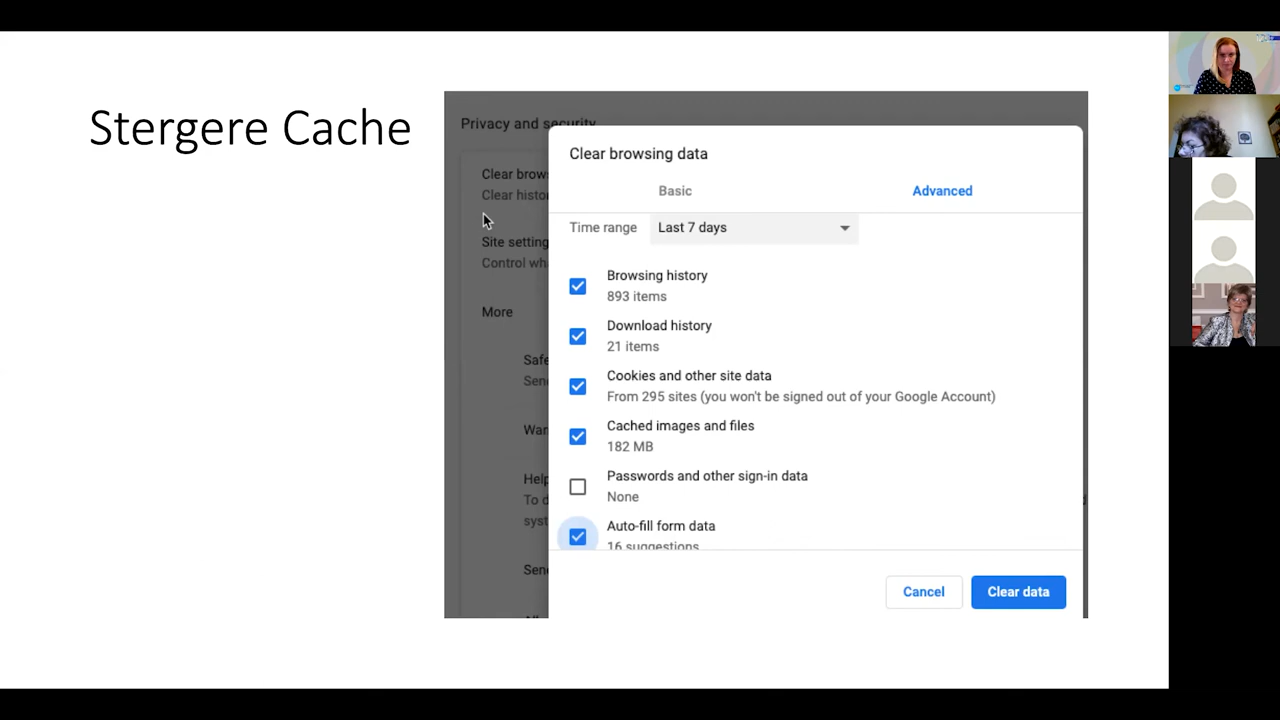 Stergere Cache
Privacy and security
Clear brow
Clear histo
Site setting
Control wh
More
Safe
Send
War
Help
To d
syst
Send
Clear browsing data
Basic
Advanced
Time range
Last 7 days
Browsing history
893 items
Download history
21 items
Cookies and other site data
From 295 sites (you won't be signed out of your Google Account)
Cached images and files
182 MB
Passwords and other sign-in data
None
Auto-fill form data
16 suggestions
Cancel
Clear data